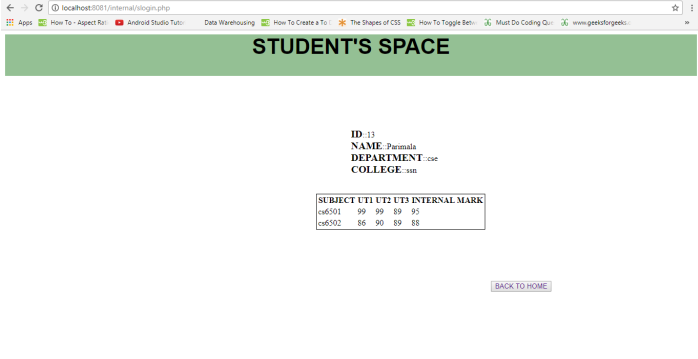 localhost:8081/internal/slogin.php
Apps How To - Aspect Rati Android Studio Tutor Data Warehousing How To Create a To How To Toggle Betw The Shapes of CSS Must Do Coding Que www.geeksforgeeks.o »
STUDENT'S SPACE
ID::13
NAME::Parimala
DEPARTMENT::cse
COLLEGE::ssn
SUBJECT UT1 UT2 UT3 INTERNAL MARK
cs6501 99 99 89 95
cs6502 86 90 89 88
BACK TO HOME